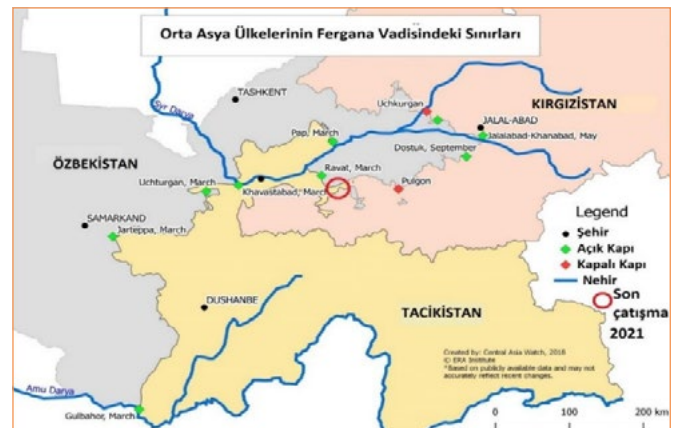 Orta Asya Ülkelerinin Fergana Vadisindeki Sınırları
TASHKENT
Syr Darya
Uchkurgan
KIRGIZİSTAN
JALAL-ABAD
Jalalabad-Khanabad, May
Pap, March
Dostuk, September
ÖZBEKİSTAN
Ravat, March
Uchturgan, March
Khavastabad, March
Pulgon
SAMARKAND
Jarteppa, March
Legend
Şehir
Açık Kapı
Kapalı Kapı
Nehir
Son
çatışma
2021
DUSHANBE
TACİKİSTAN
Created by: Central Asia Watch, 2018
© ERA Institute
*Based on publicly available data and may not
accurately reflect recent changes.
Amu Darya
Gulbahor, March
0 100 200 km